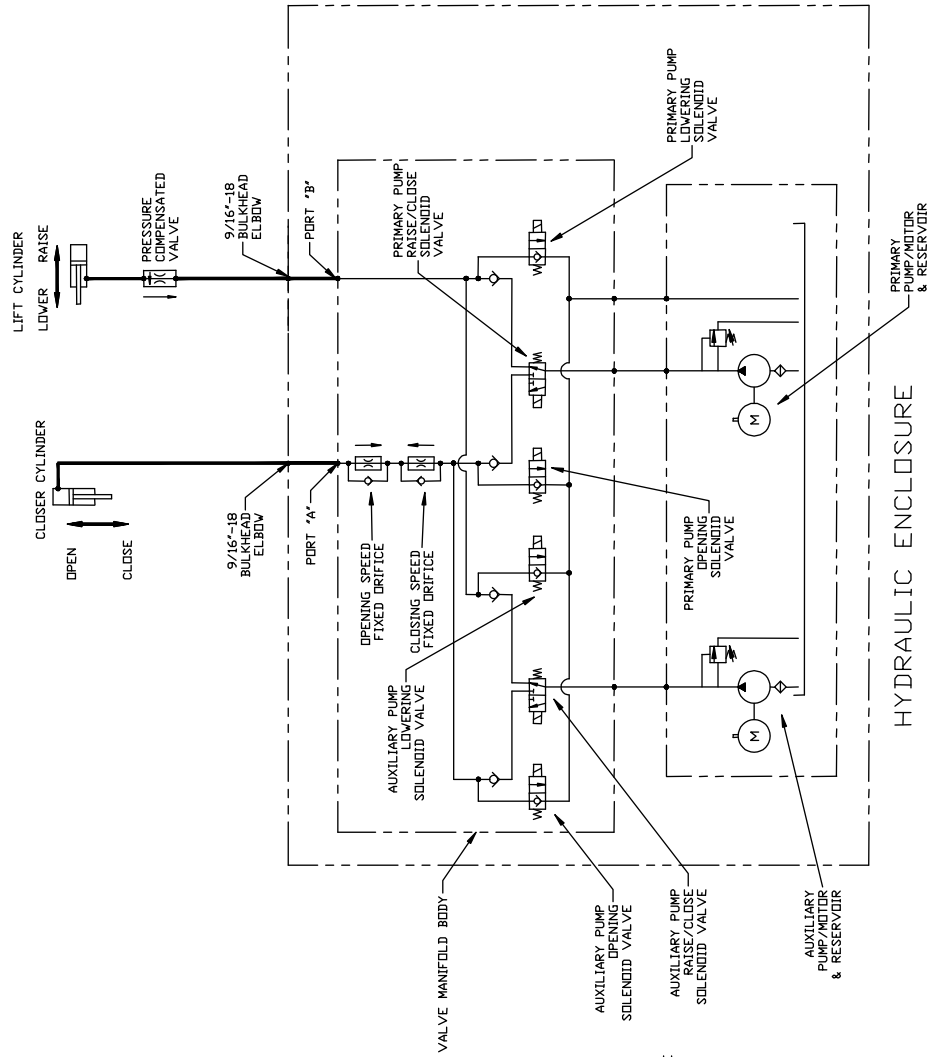 LIFT CYLINDER
LOWER RAISE
PRESSURE
COMPENSATED
VALVE
9/16"-18
BULKHEAD
ELBOW
PORT "B"
CLOSER CYLINDER
OPEN
CLOSE
9/16"-18
BULKHEAD
ELBOW
PORT "A"
OPENING SPEED
FIXED ORIFICE
CLOSING SPEED
FIXED ORIFICE
PRIMARY PUMP
RAISE/CLOSE
SOLENOID
VALVE
PRIMARY PUMP
LOWERING
SOLENOID
VALVE
AUXILIARY PUMP
LOWERING
SOLENOID VALVE
PRIMARY PUMP
OPENING
SOLENOID
VALVE
VALVE MANIFOLD BODY
AUXILIARY PUMP
OPENING
SOLENOID VALVE
AUXILIARY PUMP
RAISE/CLOSE
SOLENOID VALVE
AUXILIARY
PUMP/MOTOR
& RESERVOIR
PRIMARY
PUMP/MOTOR
& RESERVOIR
M
M
HYDRAULIC ENCLOSURE